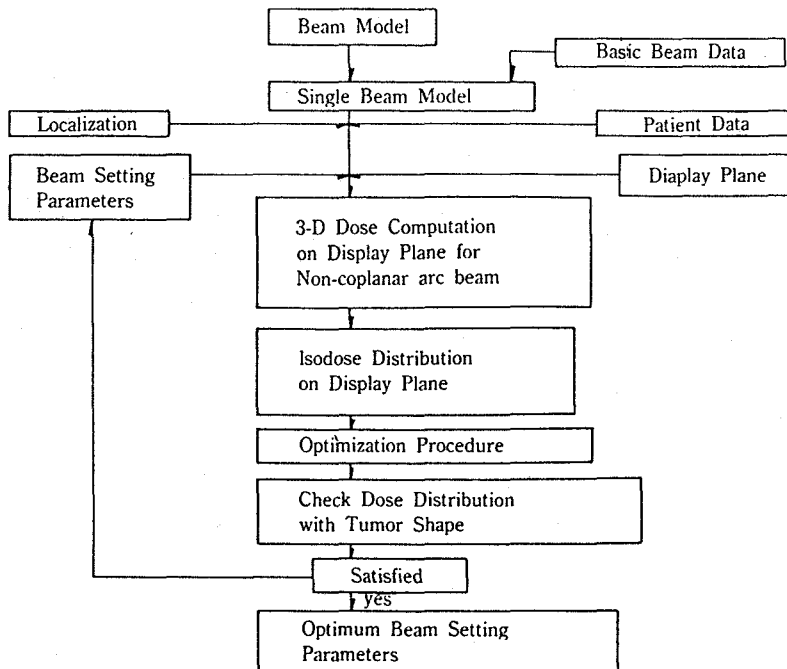 Beam Model
Basic Beam Data
Single Beam Model
Localization
Patient Data
Beam Setting
Parameters
Diaplay Plane
3-D Dose Computation
on Display Plane for
Non-coplanar arc beam
Isodose Distribution
on Display Plane
Optimization Procedure
Check Dose Distribution
with Tumor Shape
Satisfied
yes
Optimum Beam Setting
Parameters